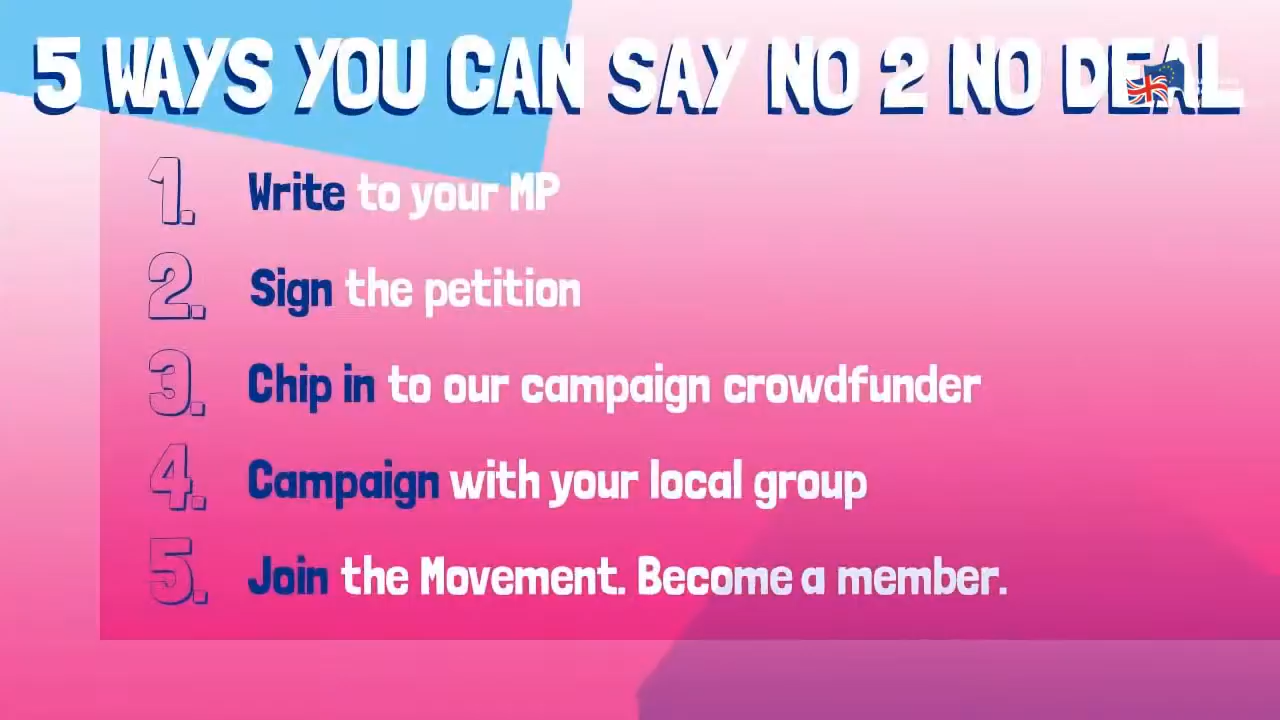 5 WAYS YOU CAN SAY NO 2 NO DEAL
1. Write to your MP
2. Sign the petition
3. Chip in to our campaign crowdfunder
4. Campaign with your local group
5. Join the Movement. Become a member.